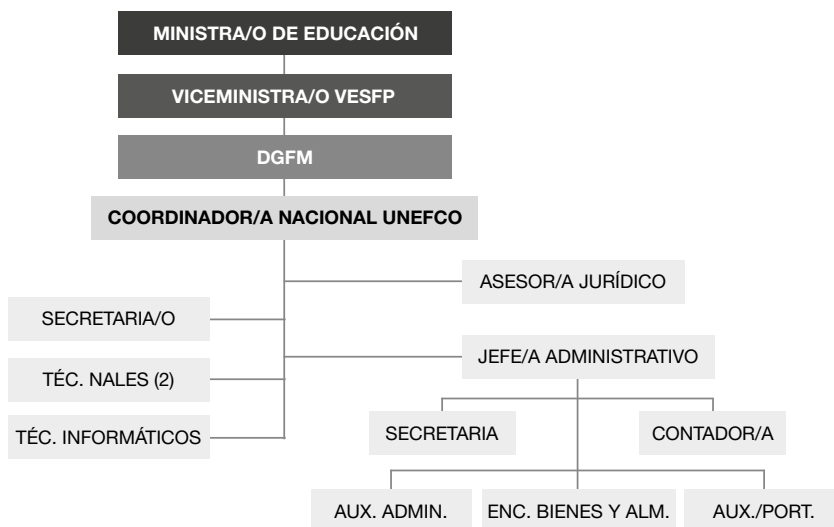 MINISTRA/O DE EDUCACIÓN
VICEMINISTRA/O VESFP
DGFM
COORDINADOR/A NACIONAL UNEFCO
ASESOR/A JURÍDICO
SECRETARIA/O
JEFE/A ADMINISTRATIVO
TÉC. NALES (2)
SECRETARIA
CONTADOR/A
TÉC. INFORMÁTICOS
AUX. ADMIN.
ENC. BIENES Y ALM.
AUX./PORT.